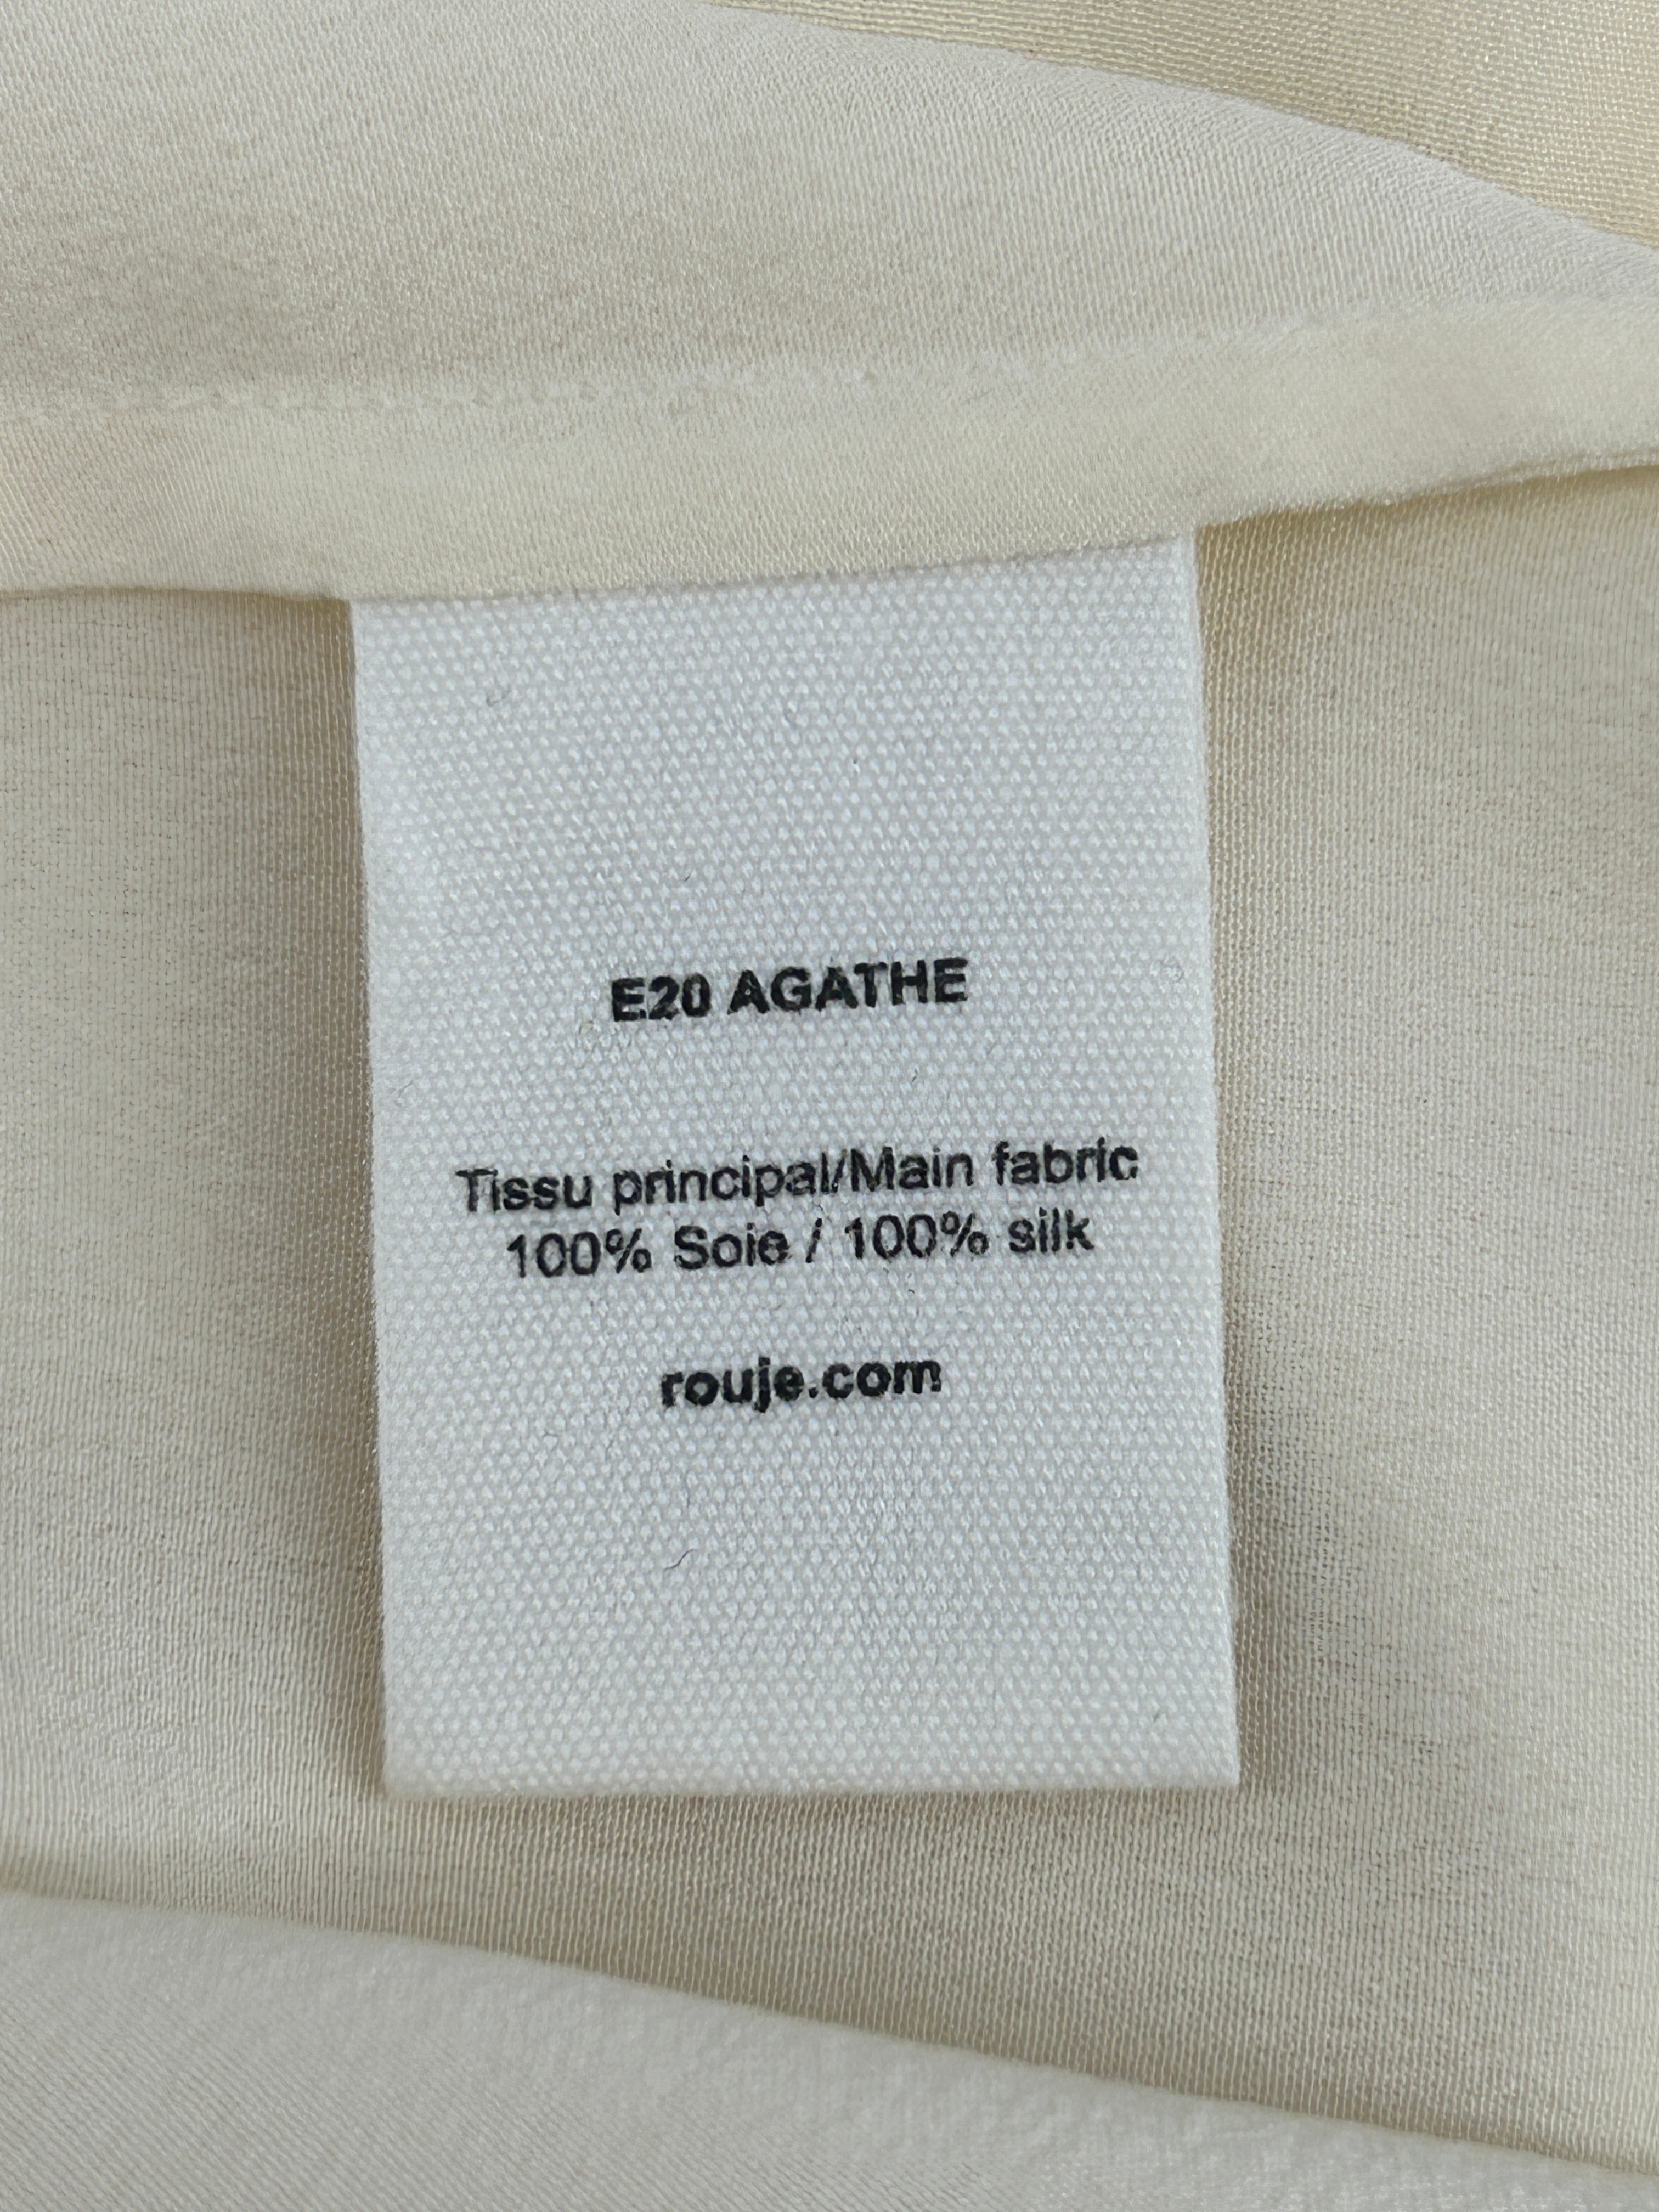 E20 AGATHE
Tissu principal/Main fabric
100% Soie / 100% silk
rouje.com